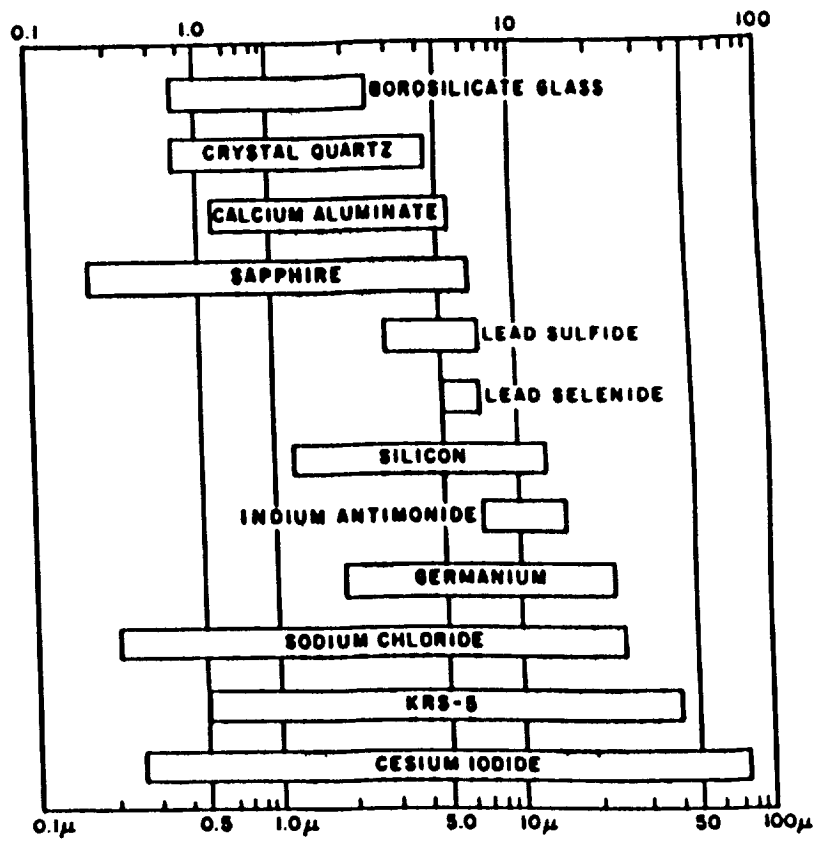 0.1 1.0 10 100
BOROSILICATE GLASS
CRYSTAL QUARTZ
CALCIUM ALUMINATE
SAPPHIRE
LEAD SULFIDE
LEAD SELENIDE
SILICON
INDIUM ANTIMONIDE
GERMANIUM
SODIUM CHLORIDE
KRS-5
CESIUM IODIDE
0.1μ 0.5 1.0μ 5.0 10μ 50 100μ